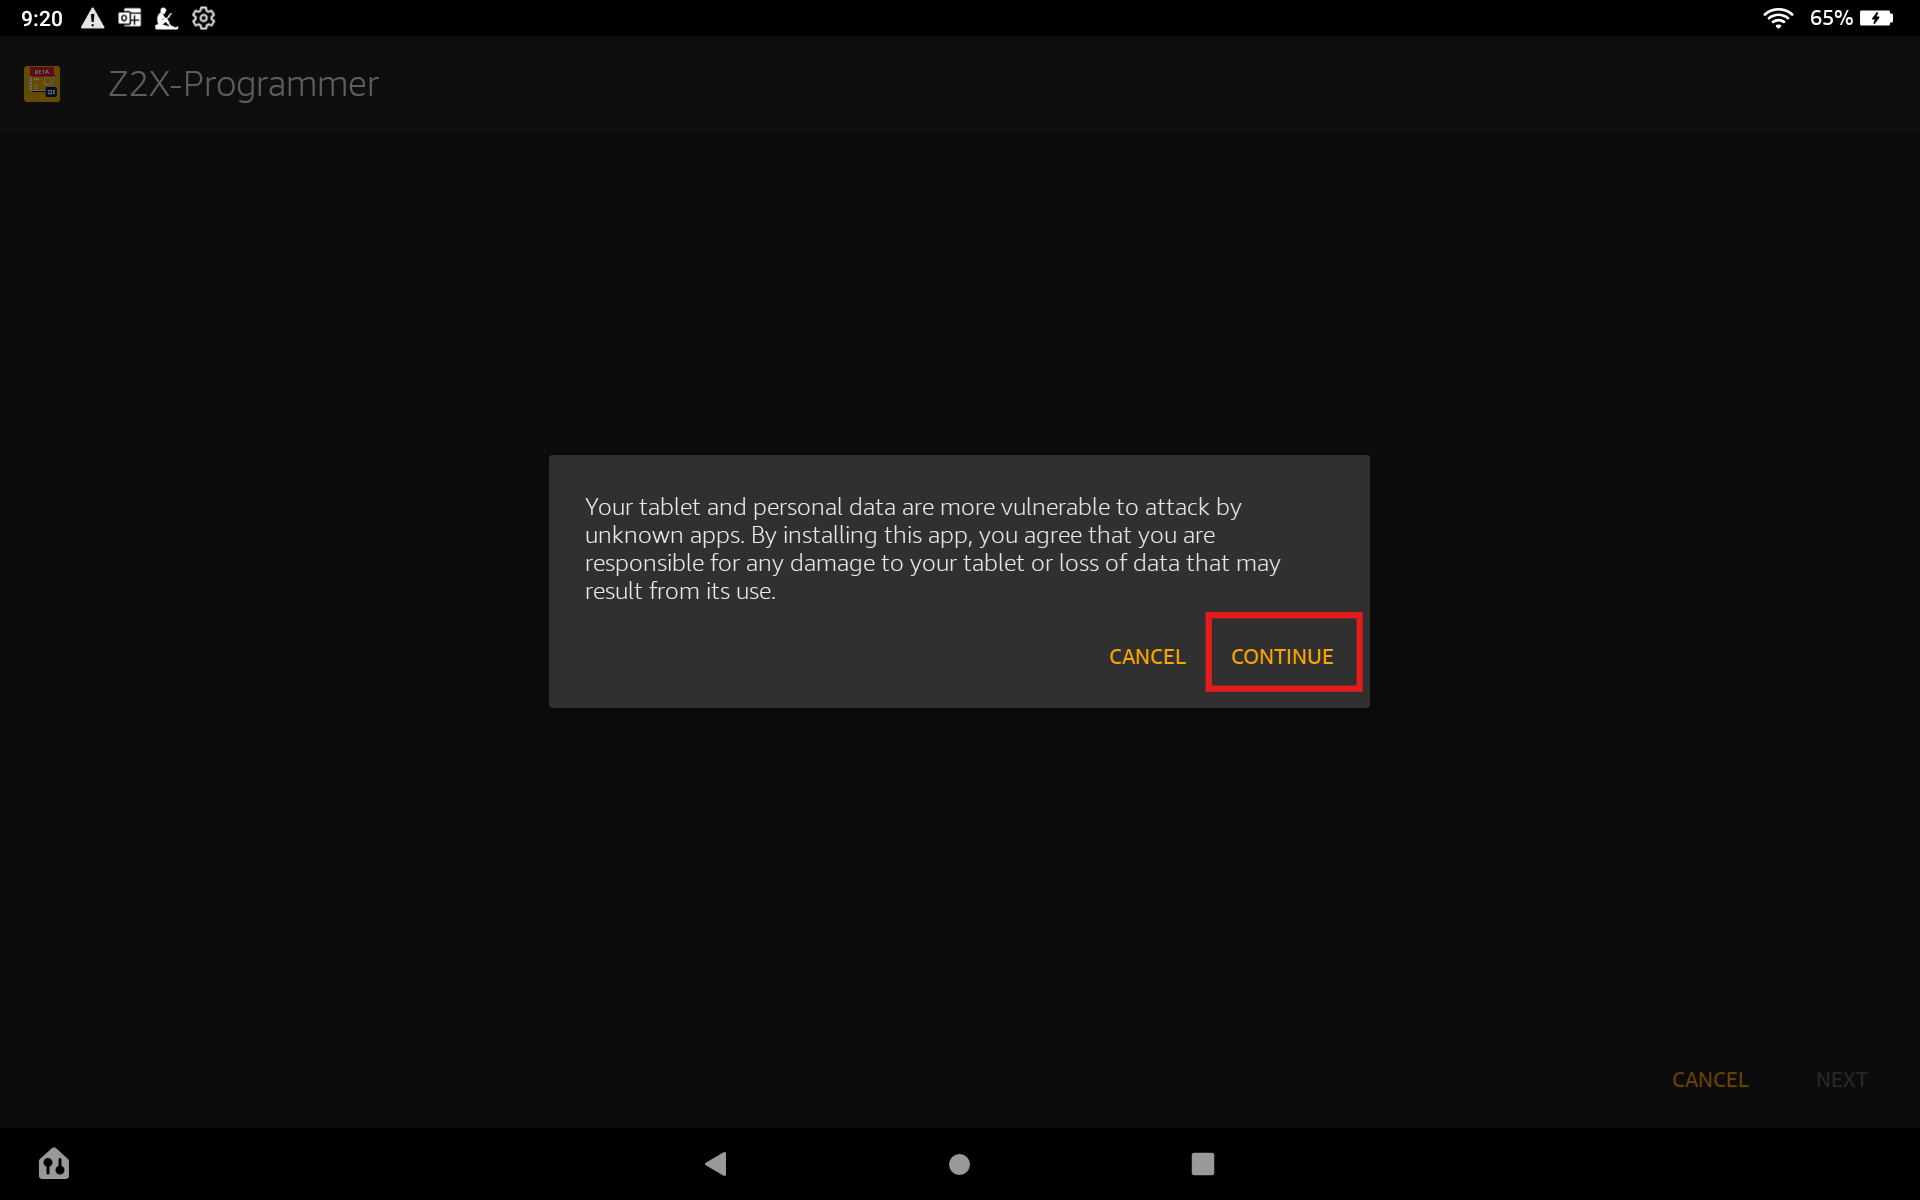 9:20
65%
BETA
Z2X-Programmer
Your tablet and personal data are more vulnerable to attack by
unknown apps. By installing this app, you agree that you are
responsible for any damage to your tablet or loss of data that may
result from its use.
CANCEL CONTINUE
CANCEL NEXT